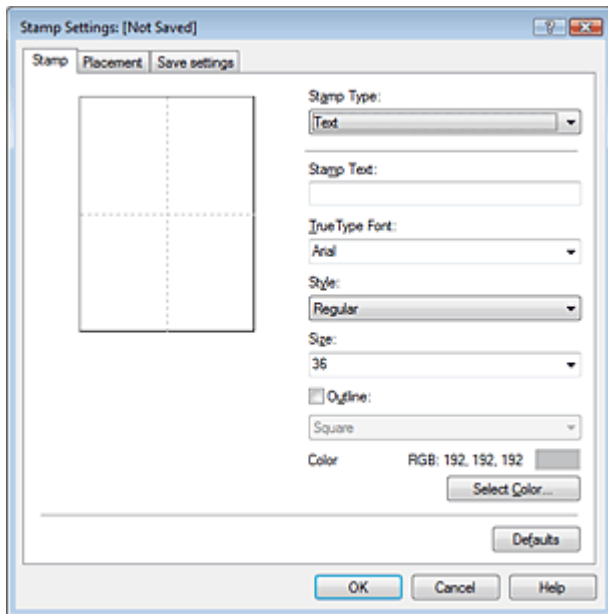 Stamp Settings: [Not Saved]
Stamp Placement Save settings
Stamp Type:
Text
Stamp Text:
TrueType Font:
Arial
Style:
Regular
Size:
36
Outline:
Square
Color RGB: 192, 192, 192
Select Color...
Defaults
OK Cancel Help